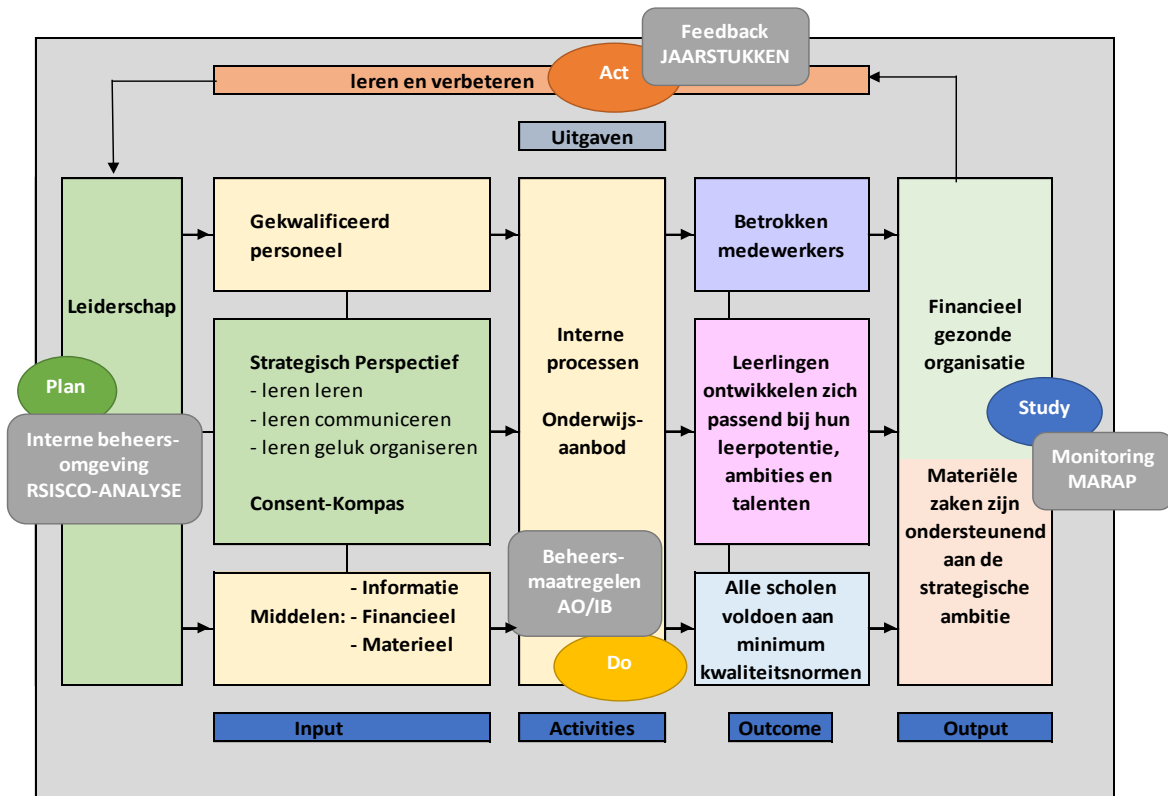 Feedback
JAARSTUKKEN
Act
leren en verbeteren
Uitgaven
Leiderschap
Plan
Interne beheers-
omgeving
RSISCO-ANALYSE
Gekwalificeerd
personeel
Strategisch Perspectief
- leren leren
- leren communiceren
- leren geluk organiseren
Consent-Kompas
- Informatie
Middelen: - Financieel
- Materieel
Interne
processen
Onderwijs-
aanbod
Beheers-
maatregelen
AO/IB
Do
Betrokken
medewerkers
Leerlingen
ontwikkelen zich
passend bij hun
leerpotentie,
ambities en
talenten
Alle scholen
voldoen aan
minimum
kwaliteitsnormen
Financieel
gezonde
organisatie
Study
Monitoring
MARAP
Materiële
zaken zijn
ondersteunend
aan de
strategische
ambitie
Input
Activities
Outcome
Output